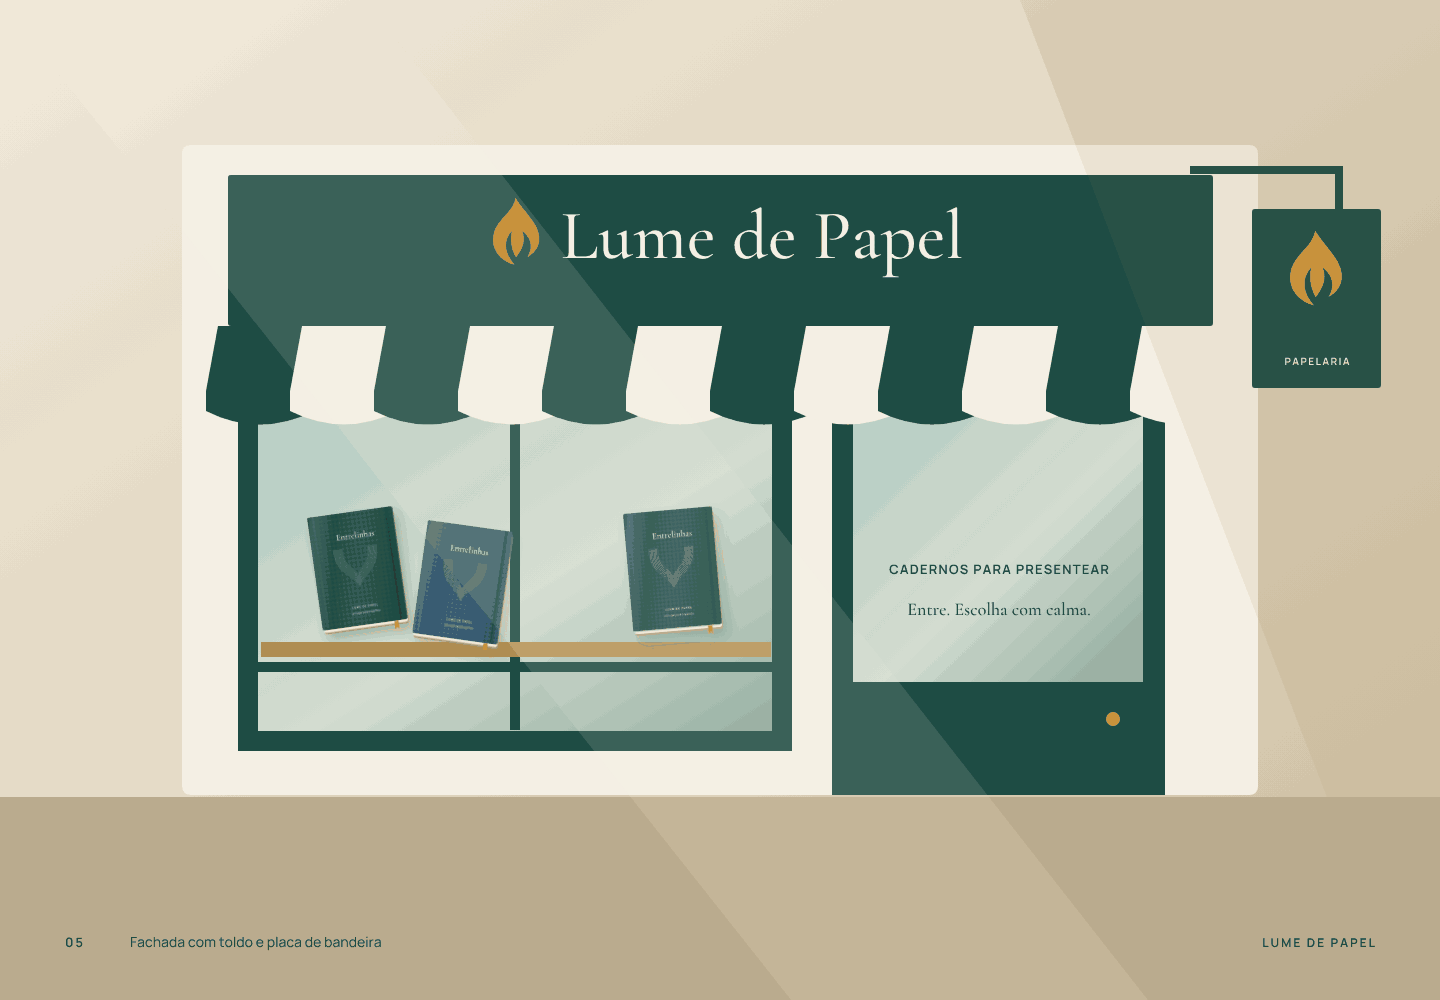 Lume de Papel
PAPELARIA
Entrelinhas
Entrelinhas
Entrelinhas
CADERNOS PARA PRESENTEAR
Entre. Escolha com calma.
05
Fachada com toldo e placa de bandeira
LUME DE PAPEL